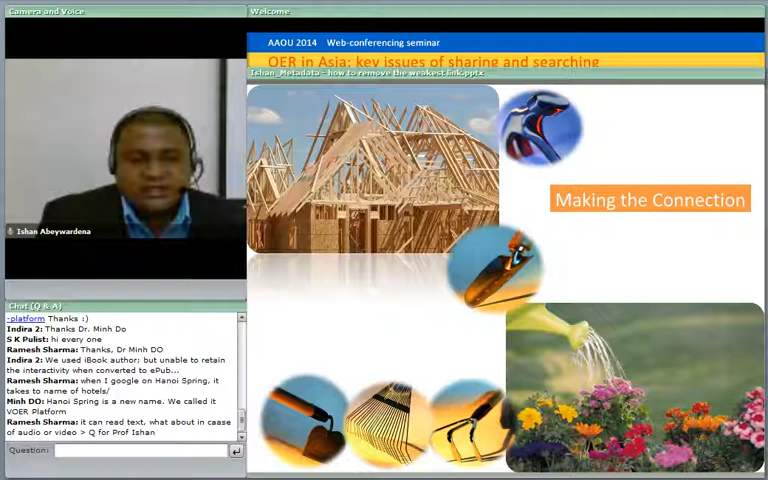 Camera and Voice
Welcome
AAOU 2014 Web-conferencing seminar
OER in Asia: key issues of sharing and searching
Ishan_Metadata - how to remove the weakest link.pptx
Making the Connection
Ishan Abeywardena
Chat (Q & A)
-platform Thanks :)
Indira 2: Thanks Dr. Minh Do
S K Pulist: hi every one
Ramesh Sharma: Thanks, Dr Minh DO
Indira 2: We used iBook author; but unable to retain
the interactivity when converted to ePub...
Ramesh Sharma: when I google on Hanoi Spring, it
takes to name of hotels/
Minh DO: Hanoi Spring is a new name. We called it
VOER Platform
Ramesh Sharma: it can read text, what about in caase
of audio or video > Q for Prof Ishan
Question: